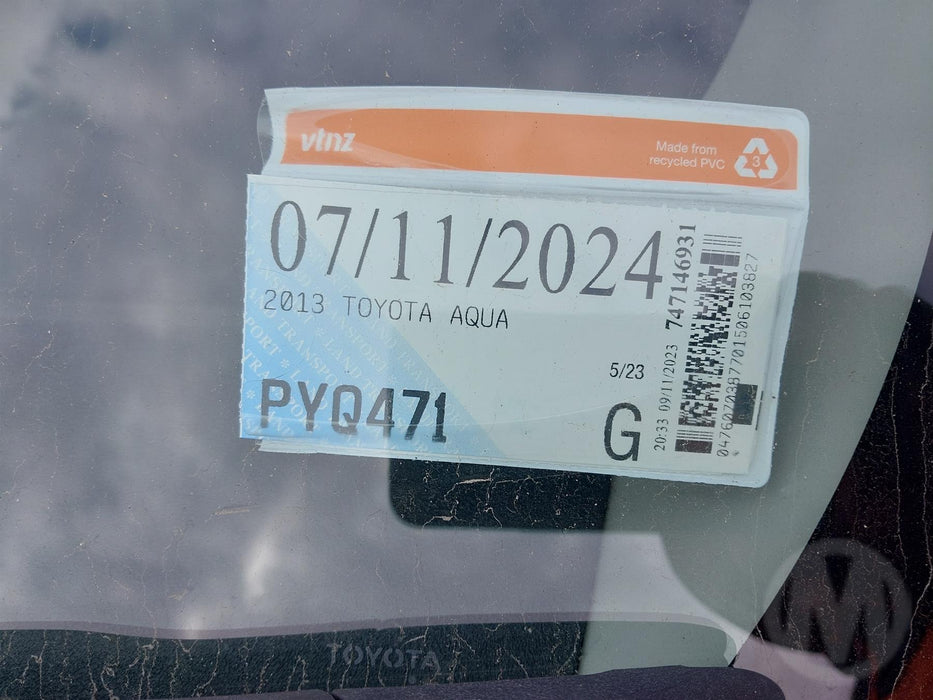 vtnz
Made from
recycled PVC
3
07/11/2024
2013 TOYOTA AQUA
5/23
PYQ471
G
20:33 09/11/2023 747146931
TOYOTA
M